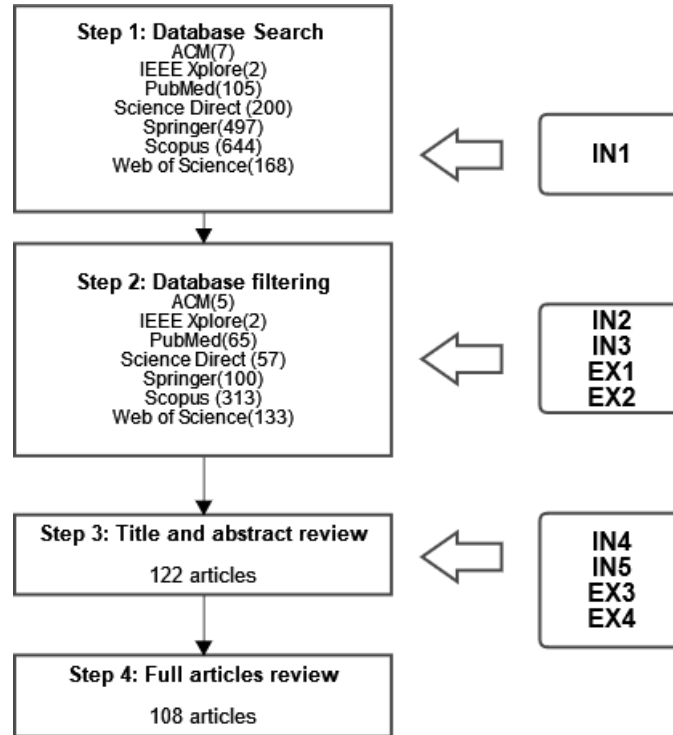 Step 1: Database Search
ACM(7)
IEEE Xplore(2)
PubMed(105)
Science Direct (200)
Springer(497)
Scopus (644)
Web of Science(168)
IN1
Step 2: Database filtering
ACM(5)
IEEE Xplore(2)
PubMed(65)
Science Direct (57)
Springer(100)
Scopus (313)
Web of Science(133)
IN2
IN3
EX1
EX2
Step 3: Title and abstract review
122 articles
IN4
IN5
EX3
EX4
Step 4: Full articles review
108 articles